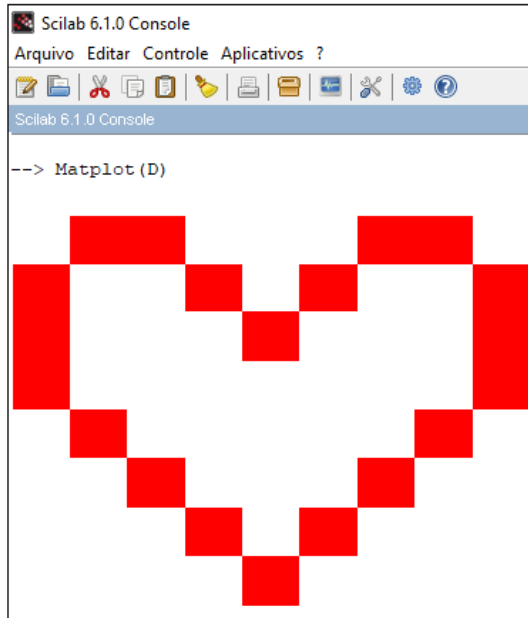 Scilab 6.1.0 Console
Arquivo Editar Controle Aplicativos ?
Scilab 6.1.0 Console
--> Matplot(D)